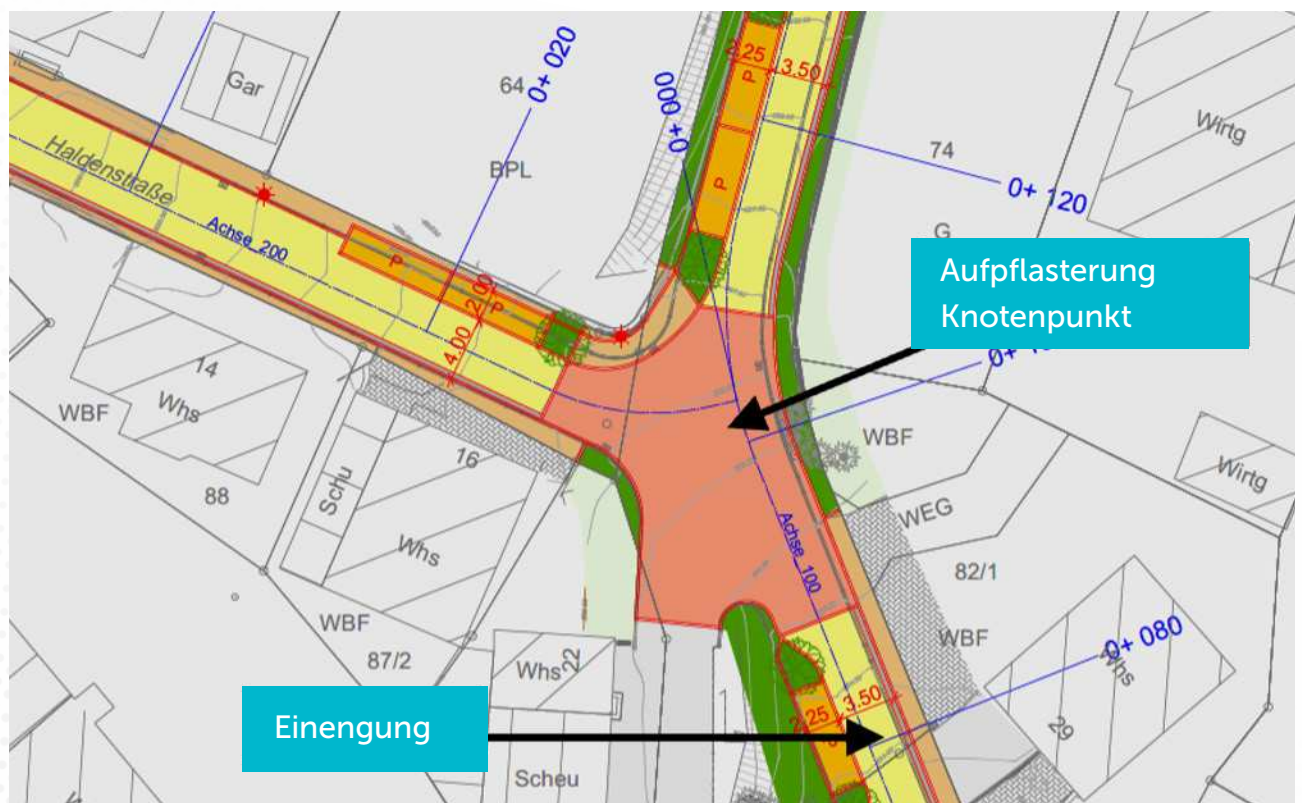 Gar
64
0+ 020
0+ 000
2.25
3.50
P
Wirtg
Haldenstraße
BPL
P
74
0+ 120
Achse_200
G
Aufpflasterung
Knotenpunkt
P
2.00
P
4.00
14
Whs
WBF
16
WBF
Wirtg
88
Schu
WEG
Whs
Achse_100
82/1
WBF
WBF
0+ 080
87/2
Whs
22
Whs
2.25
3.50
Einengung
29
Scheu